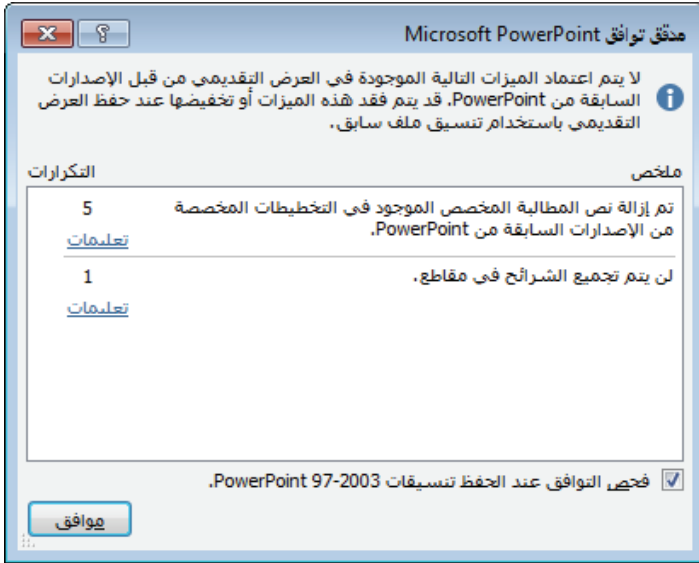 مدقق توافق Microsoft PowerPoint
لا يتم اعتماد الميزات التالية الموجودة في العرض التقديمي من قبل الإصدارات
السابقة من PowerPoint. قد يتم فقد هذه الميزات أو تخفيضها عند حفظ العرض
التقديمي باستخدام تنسيق ملف سابق.
ملخص التكرارات
تم إزالة نص المطالبة المخصص الموجود في التخطيطات المخصصة 5
من الإصدارات السابقة من PowerPoint. تعليمات
لن يتم تجميع الشرائح في مقاطع. 1
تعليمات
فحص التوافق عند الحفظ تنسيقات PowerPoint 97-2003.
موافق